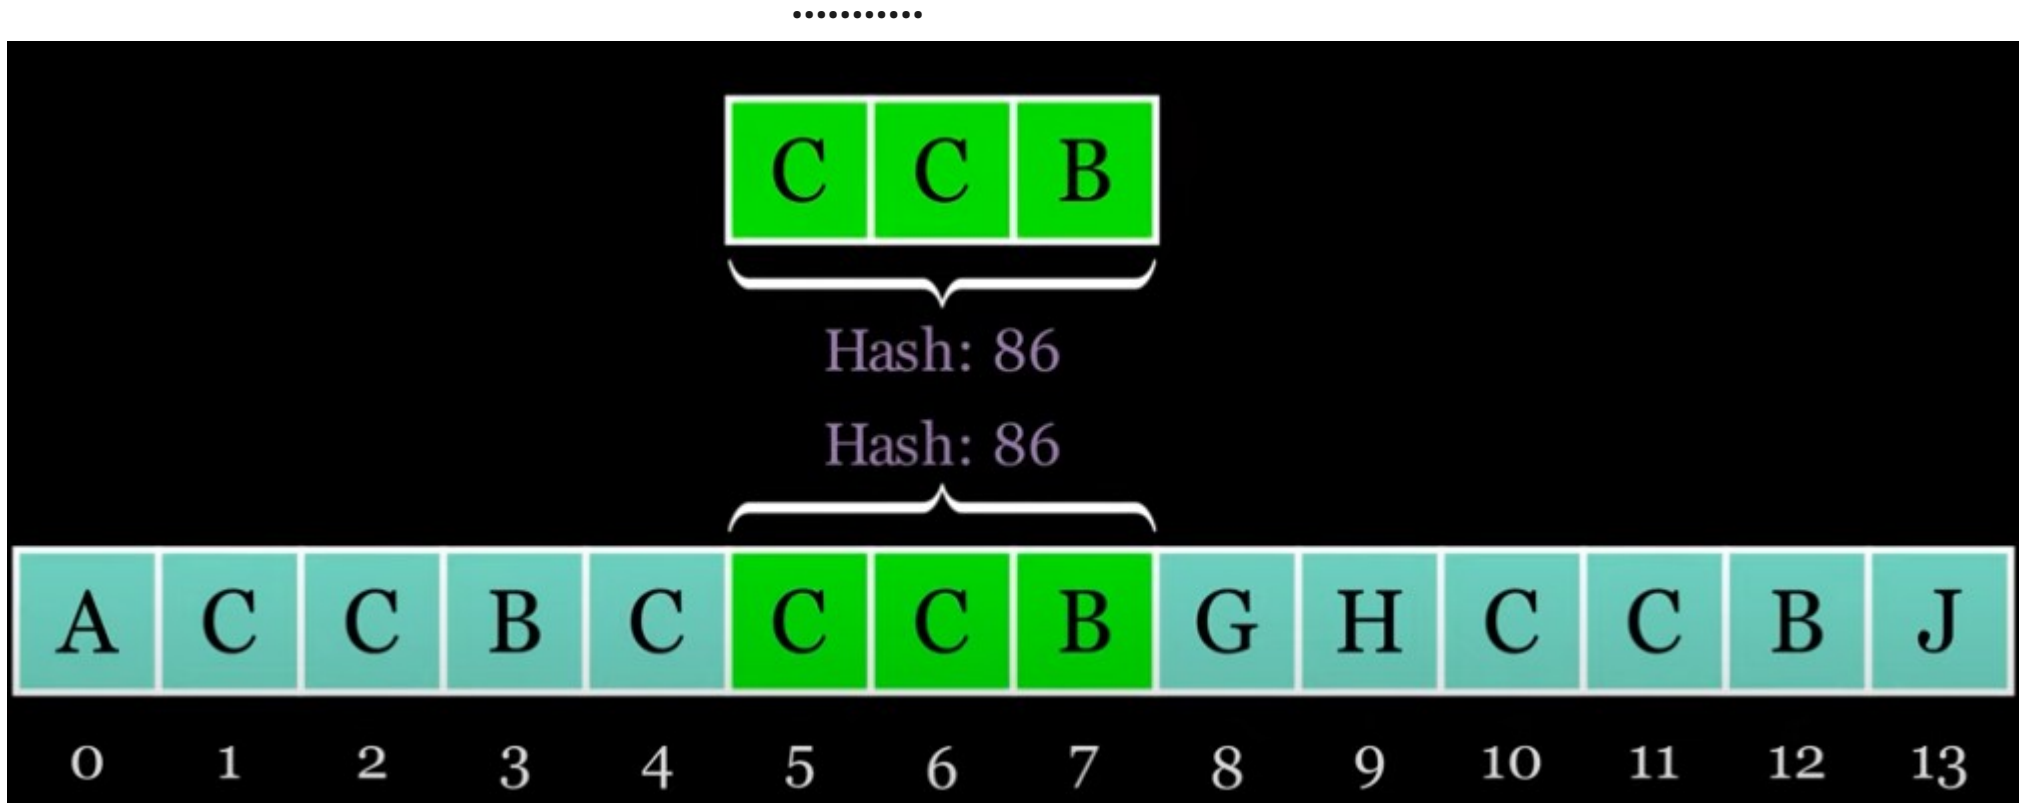 ...........
C C B
Hash: 86
Hash: 86
A C C B C C C B G H C C B J
0 1 2 3 4 5 6 7 8 9 10 11 12 13